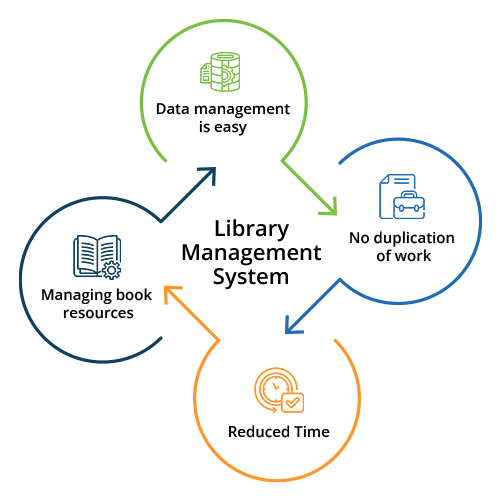 Data management
is easy
No duplication
of work
Library
Management
System
Managing book
resources
Reduced Time